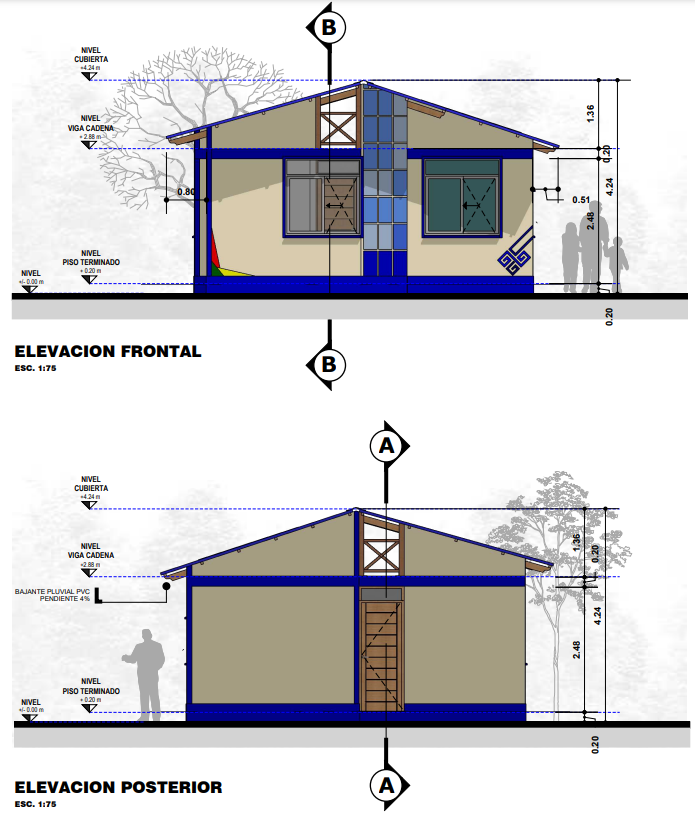 B
NIVEL
CUBIERTA
+4.24 m
NIVEL
VIGA CADENA
+ 2.88 m
1.36
0.20
4.24
0.80
0.51
2.48
NIVEL
PISO TERMINADO
+ 0.20 m
NIVEL
+/- 0.00 m
0.20
ELEVACION FRONTAL
ESC. 1:75
B
A
NIVEL
CUBIERTA
+4.24 m
NIVEL
VIGA CADENA
+2.88 m
1.36
0.20
BAJANTE PLUVIAL PVC
PENDIENTE 4%
4.24
2.48
NIVEL
PISO TERMINADO
+ 0.20 m
NIVEL
+/- 0.00 m
0.20
ELEVACION POSTERIOR
ESC. 1:75
A